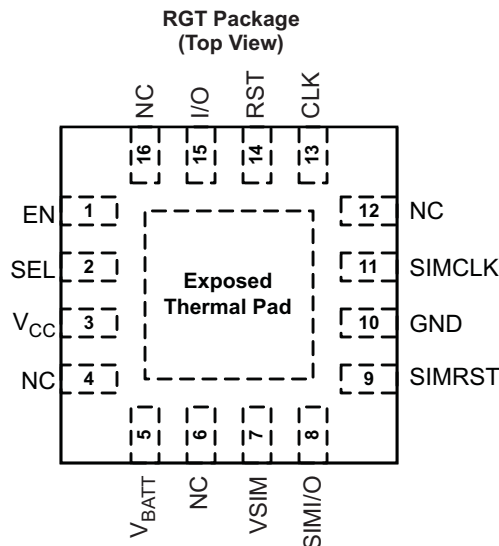 RGT Package
(Top View)
NC I/O RST CLK
16 15 14 13
EN 1
12 NC
SEL 2
11 SIMCLK
Exposed
Thermal Pad
VCC 3
10 GND
NC 4
9 SIMRST
5 6 7 8
VBATT NC VSIM SIMI/O